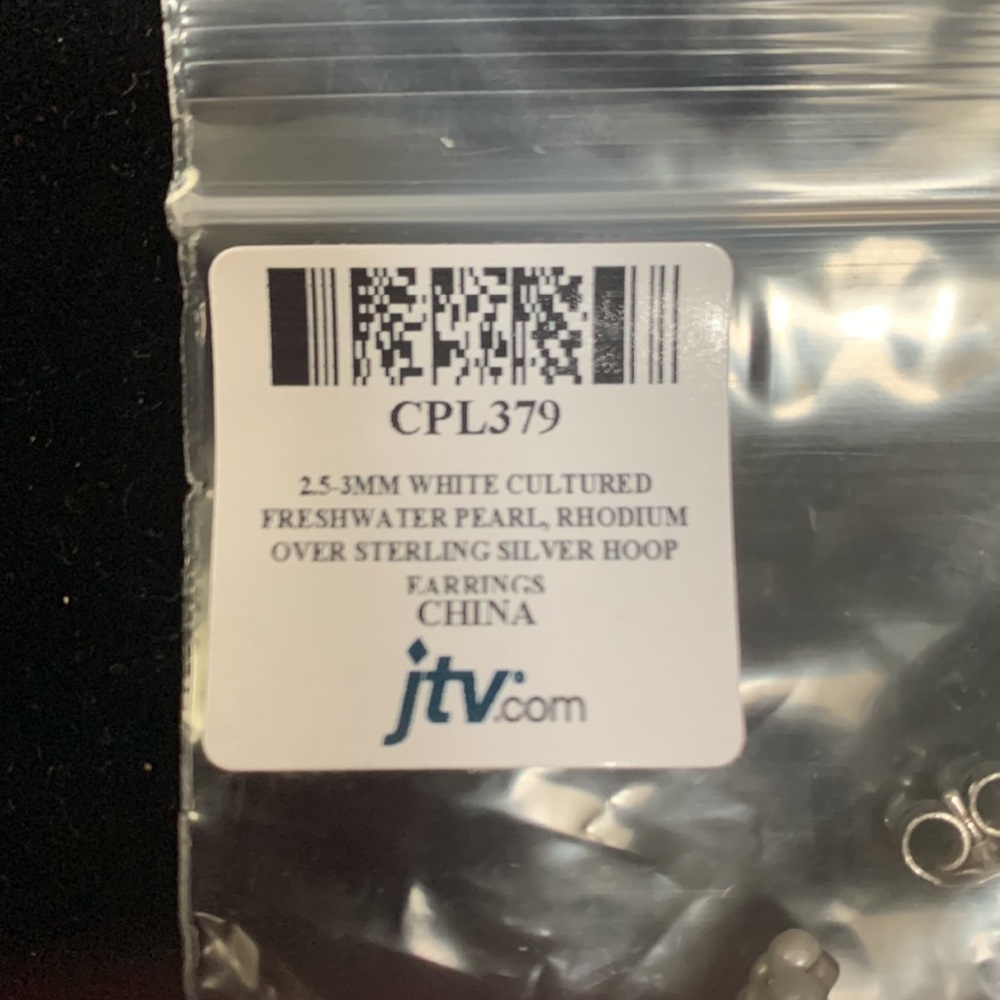 CPL379
2.5-3MM WHITE CULTURED
FRESHWATER PEARL, RHODIUM
OVER STERLING SILVER HOOP
EARRINGS
CHINA
jtv.com